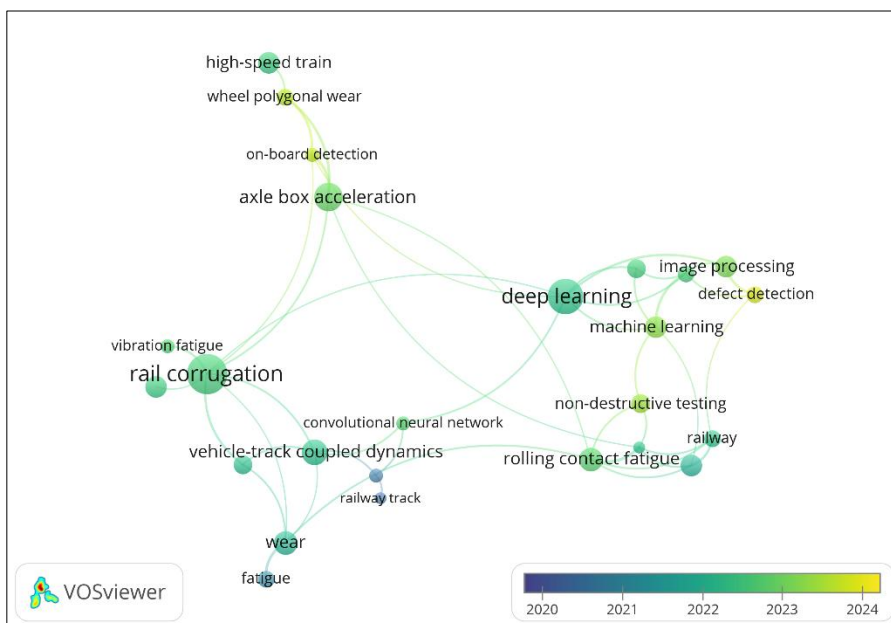 high-speed train
wheel polygonal wear
on-board detection
axle box acceleration
image processing
deep learning
defect detection
machine learning
vibration fatigue
rail corrugation
non-destructive testing
convolutional neural network
railway
vehicle-track coupled dynamics
rolling contact fatigue
railway track
wear
fatigue
VOSviewer
2020 2021 2022 2023 2024